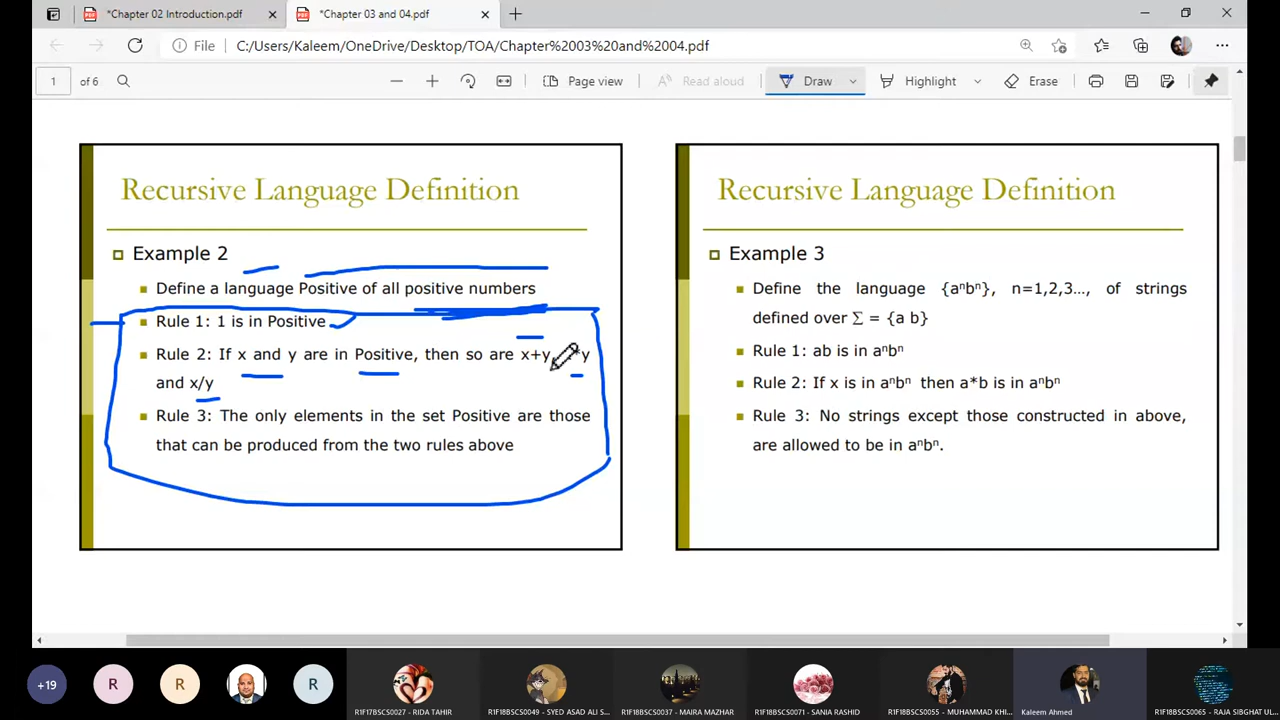 *Chapter 02 Introduction.pdf
*Chapter 03 and 04.pdf
File C:/Users/Kaleem/OneDrive/Desktop/TOA/Chapter%2003%20and%2004.pdf
1 of 6
Page view
Read aloud
Draw
Highlight
Erase
Recursive Language Definition
Example 2
Define a language Positive of all positive numbers
Rule 1: 1 is in Positive
Rule 2: If x and y are in Positive, then so are x+y, *y
and x/y
Rule 3: The only elements in the set Positive are those
that can be produced from the two rules above
Recursive Language Definition
Example 3
Define the language {aⁿbⁿ}, n=1,2,3…, of strings
defined over Σ = {a b}
Rule 1: ab is in aⁿbⁿ
Rule 2: If x is in aⁿbⁿ then a*b is in aⁿbⁿ
Rule 3: No strings except those constructed in above,
are allowed to be in aⁿbⁿ.
+19
R
R
R
R1F17BSCS0027 - RIDA TAHIR
R1F18BSCS0049 - SYED ASAD ALI S...
R1F18BSCS0037 - MAIRA MAZHAR
R1F18BSCS0071 - SANIA RASHID
R1F18BSCS0055 - MUHAMMAD KHI...
Kaleem Ahmed
R1F18BSCS0065 - RAJA SIBGHAT UL...